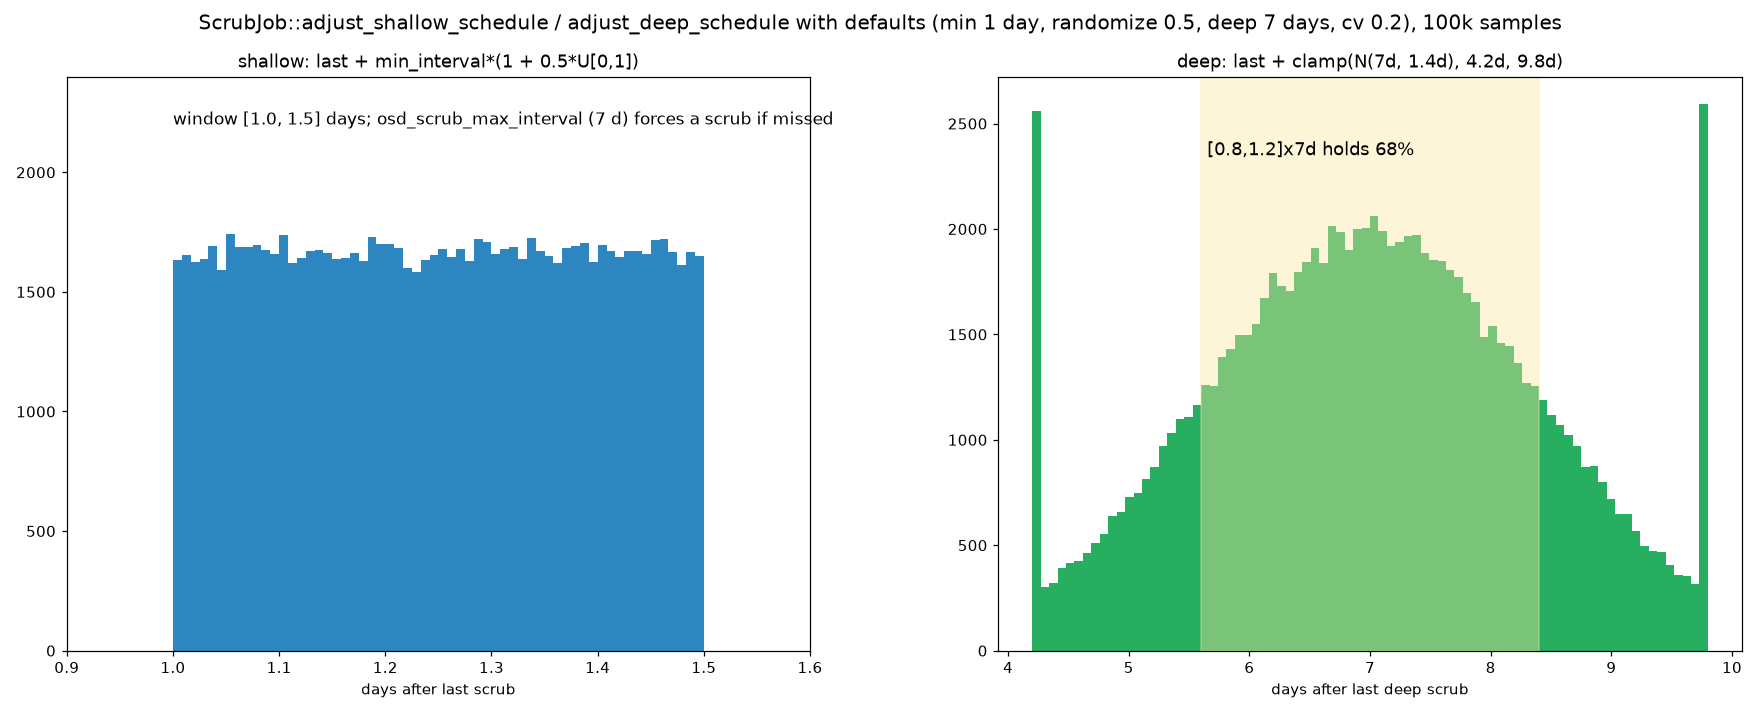 ScrubJob::adjust_shallow_schedule / adjust_deep_schedule with defaults (min 1 day, randomize 0.5, deep 7 days, cv 0.2), 100k samples
shallow: last + min_interval*(1 + 0.5*U[0,1])
window [1.0, 1.5] days; osd_scrub_max_interval (7 d) forces a scrub if missed
2000
1500
1000
500
0
0.9 1.0 1.1 1.2 1.3 1.4 1.5 1.6
days after last scrub
deep: last + clamp(N(7d, 1.4d), 4.2d, 9.8d)
[0.8,1.2]x7d holds 68%
2500
2000
1500
1000
500
0
4 5 6 7 8 9 10
days after last deep scrub